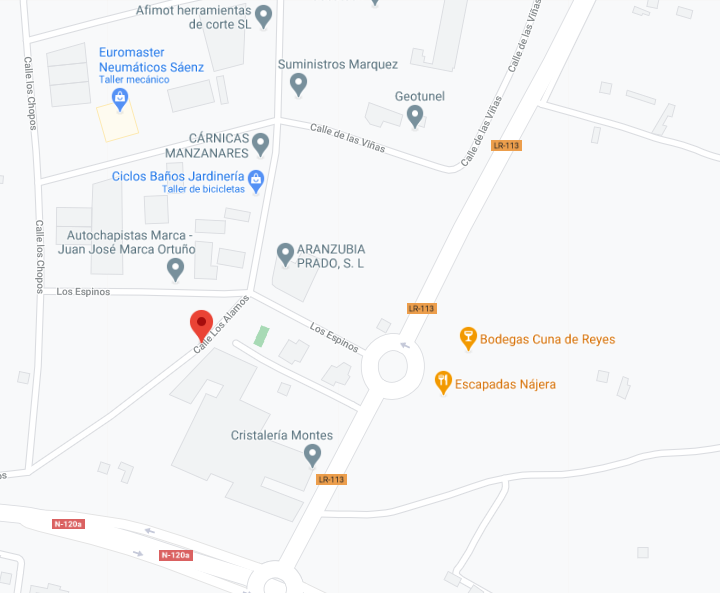 Afimot herramientas
de corte SL
Calle de las Viñas
Euromaster
Neumáticos Sáenz
Taller mecánico
Suministros Marquez
Calle los Chopos
Geotunel
Calle de las Viñas
Calle de las Viñas
CÁRNICAS
MANZANARES
LR-113
Ciclos Baños Jardinería
Taller de bicicletas
Autochapistas Marca -
Juan José Marca Ortuño
Calle los Chopos
ARANZUBIA
PRADO, S. L
Los Espinos
LR-113
Calle Los Alamos
Los Espinos
Bodegas Cuna de Reyes
Escapadas Nájera
Cristalería Montes
os
LR-113
N-120a
N-120a